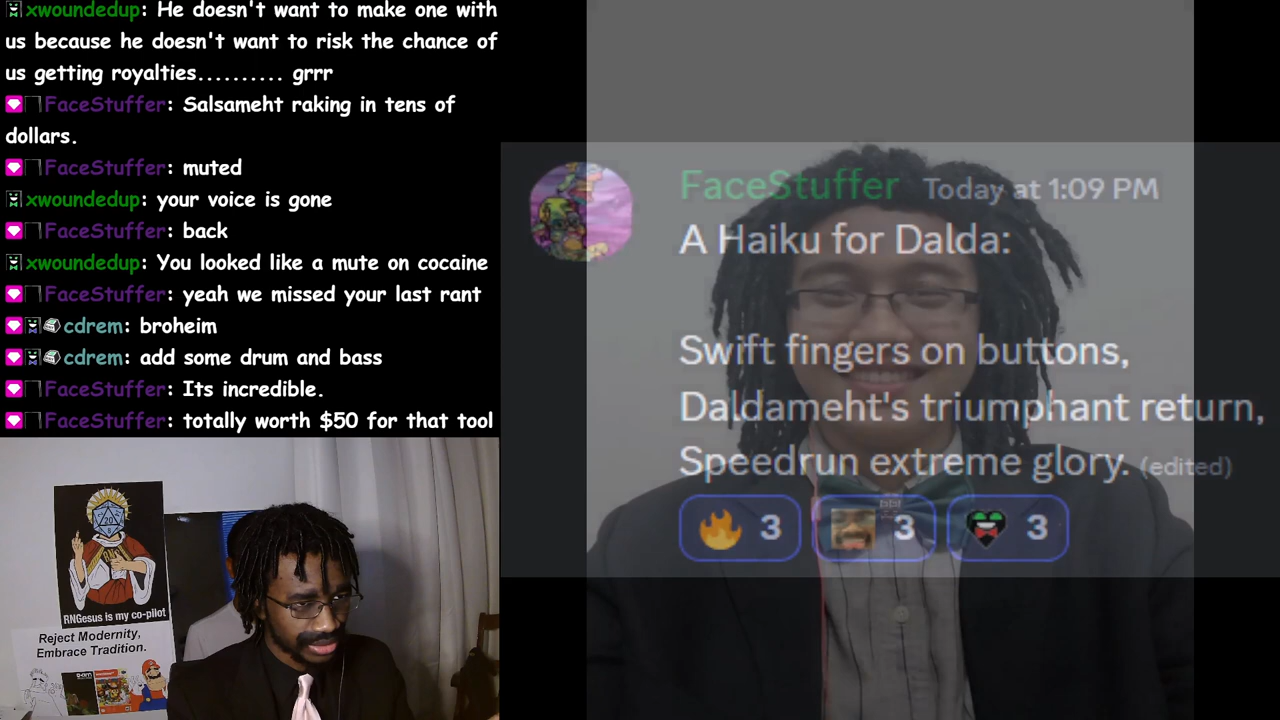 xwoundedup: He doesn't want to make one with
us because he doesn't want to risk the chance of
us getting royalties.......... grrr
FaceStuffer: Salsameht raking in tens of
dollars.
FaceStuffer: muted
xwoundedup: your voice is gone
FaceStuffer: back
xwoundedup: You looked like a mute on cocaine
FaceStuffer: yeah we missed your last rant
cdrem: broheim
cdrem: add some drum and bass
FaceStuffer: Its incredible.
FaceStuffer: totally worth $50 for that tool
FaceStuffer Today at 1:09 PM
A Haiku for Dalda:
Swift fingers on buttons,
Daldameht's triumphant return,
Speedrun extreme glory. (edited)
3 3 3
20
RNGesus is my co-pilot
Reject Modernity,
Embrace Tradition.